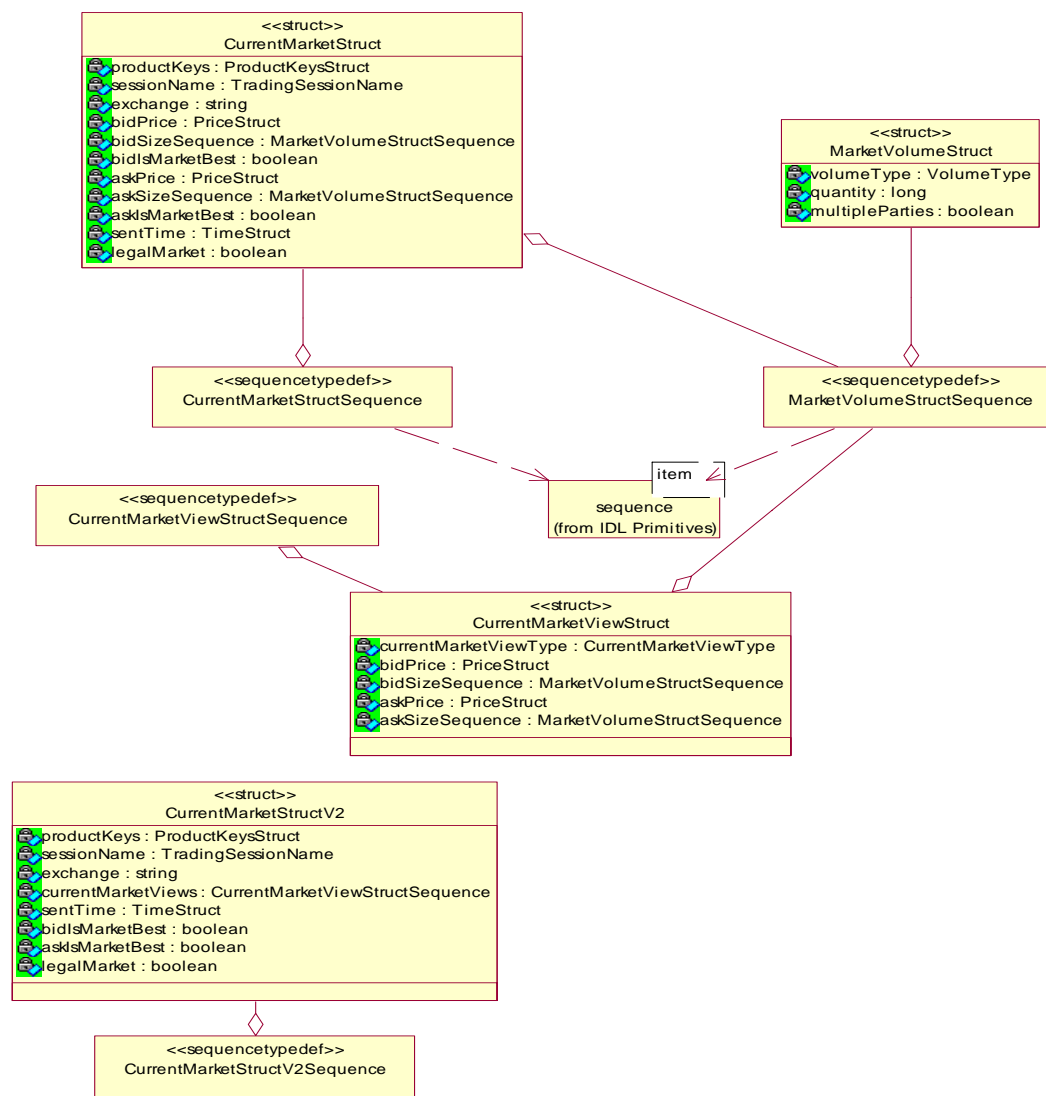 <<struct>>
CurrentMarketStruct
productKeys : ProductKeysStruct
sessionName : TradingSessionName
exchange : string
bidPrice : PriceStruct
bidSizeSequence : MarketVolumeStructSequence
bidIsMarketBest : boolean
askPrice : PriceStruct
askSizeSequence : MarketVolumeStructSequence
askIsMarketBest : boolean
sentTime : TimeStruct
legalMarket : boolean
<<struct>>
MarketVolumeStruct
volumeType : VolumeType
quantity : long
multipleParties : boolean
<<sequencetypedef>>
CurrentMarketStructSequence
<<sequencetypedef>>
MarketVolumeStructSequence
item
sequence
(from IDL Primitives)
<<sequencetypedef>>
CurrentMarketViewStructSequence
<<struct>>
CurrentMarketViewStruct
currentMarketViewType : CurrentMarketViewType
bidPrice : PriceStruct
bidSizeSequence : MarketVolumeStructSequence
askPrice : PriceStruct
askSizeSequence : MarketVolumeStructSequence
<<struct>>
CurrentMarketStructV2
productKeys : ProductKeysStruct
sessionName : TradingSessionName
exchange : string
currentMarketViews : CurrentMarketViewStructSequence
sentTime : TimeStruct
bidIsMarketBest : boolean
askIsMarketBest : boolean
legalMarket : boolean
<<sequencetypedef>>
CurrentMarketStructV2Sequence